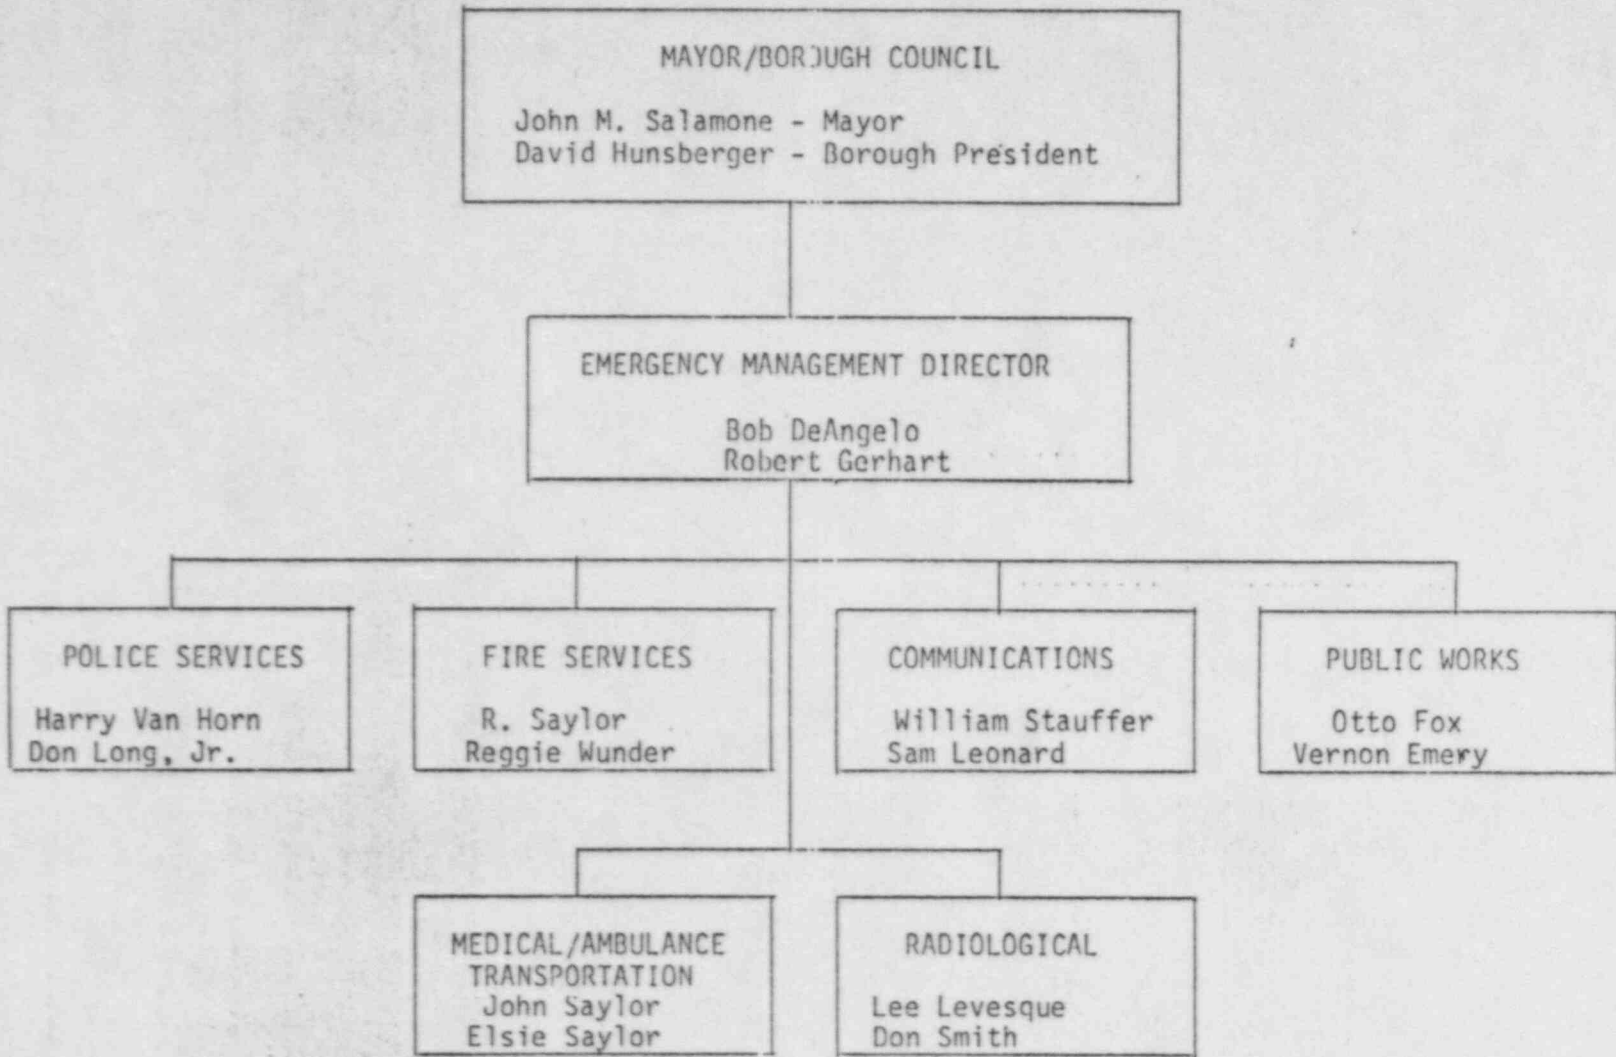 MAYOR/BOROUGH COUNCIL
John M. Salamone - Mayor
David Hunsberger - Borough President
EMERGENCY MANAGEMENT DIRECTOR
Bob DeAngelo
Robert Gerhart
POLICE SERVICES
Harry Van Horn
Don Long, Jr.
FIRE SERVICES
R. Saylor
Reggie Wunder
COMMUNICATIONS
William Stauffer
Sam Leonard
PUBLIC WORKS
Otto Fox
Vernon Emery
MEDICAL/AMBULANCE
TRANSPORTATION
John Saylor
Elsie Saylor
RADIOLOGICAL
Lee Levesque
Don Smith